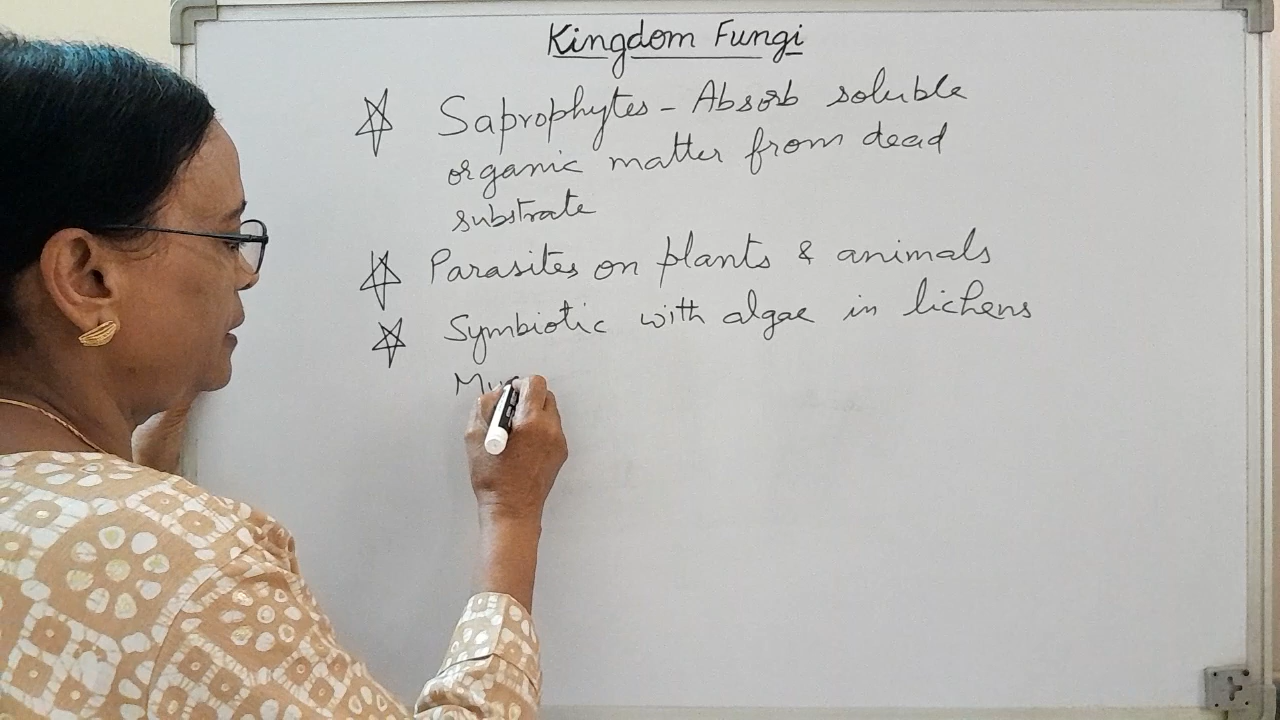 Kingdom Fungi
Saprophytes - Absorb soluble
organic matter from dead
substrate
Parasites on plants & animals
Symbiotic with algae in lichens